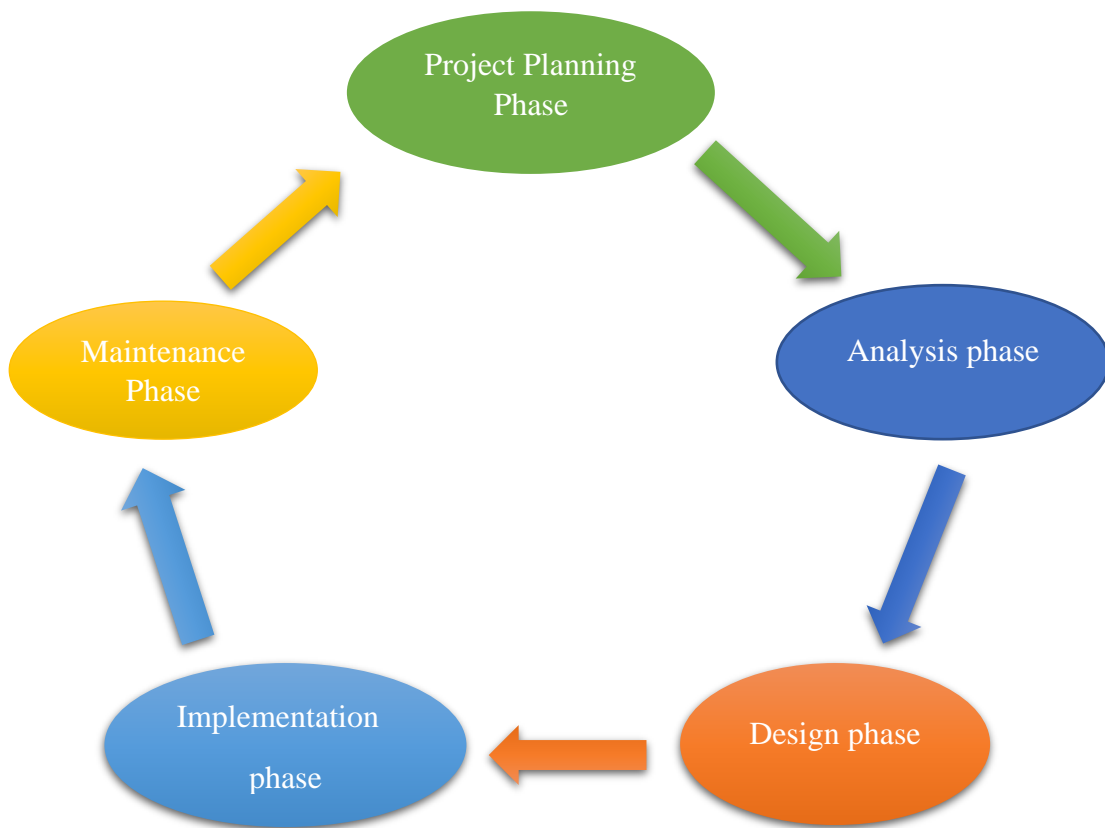 Project Planning
Phase
Analysis phase
Design phase
Implementation
phase
Maintenance
Phase